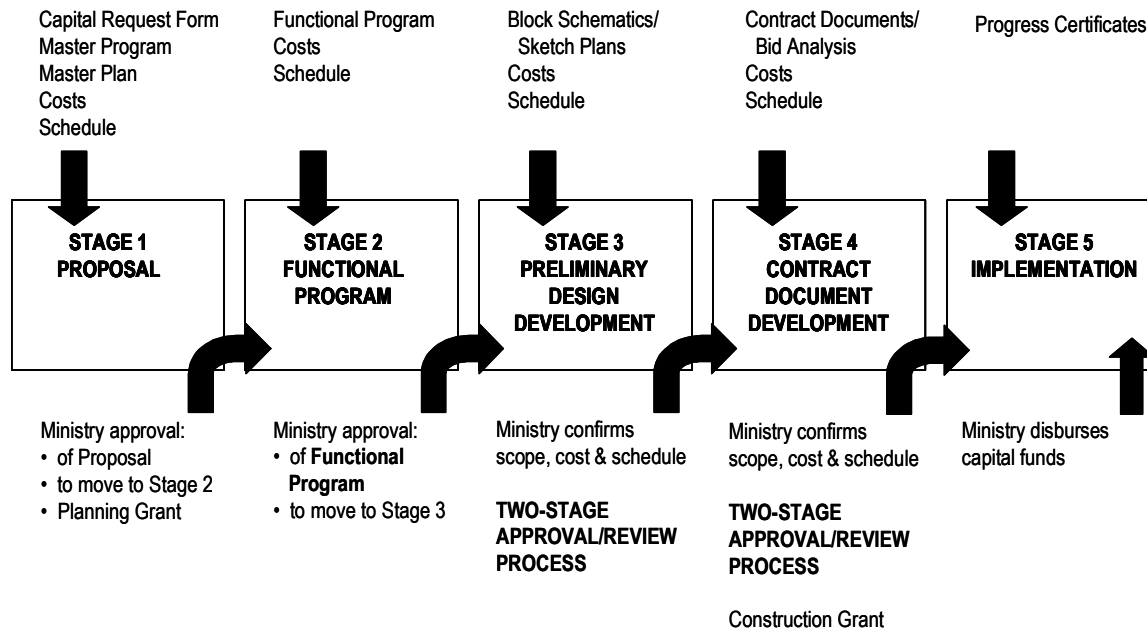 Capital Request Form
Master Program
Master Plan
Costs
Schedule
Functional Program
Costs
Schedule
Block Schematics/
Sketch Plans
Costs
Schedule
Contract Documents/
Bid Analysis
Costs
Schedule
Progress Certificates
STAGE 1
PROPOSAL
STAGE 2
FUNCTIONAL
PROGRAM
STAGE 3
PRELIMINARY
DESIGN
DEVELOPMENT
STAGE 4
CONTRACT
DOCUMENT
DEVELOPMENT
STAGE 5
IMPLEMENTATION
Ministry approval:
• of Proposal
• to move to Stage 2
• Planning Grant
Ministry approval:
• of Functional
Program
• to move to Stage 3
Ministry confirms
scope, cost & schedule
TWO-STAGE
APPROVAL/REVIEW
PROCESS
Ministry confirms
scope, cost & schedule
TWO-STAGE
APPROVAL/REVIEW
PROCESS
Construction Grant
Ministry disburses
capital funds